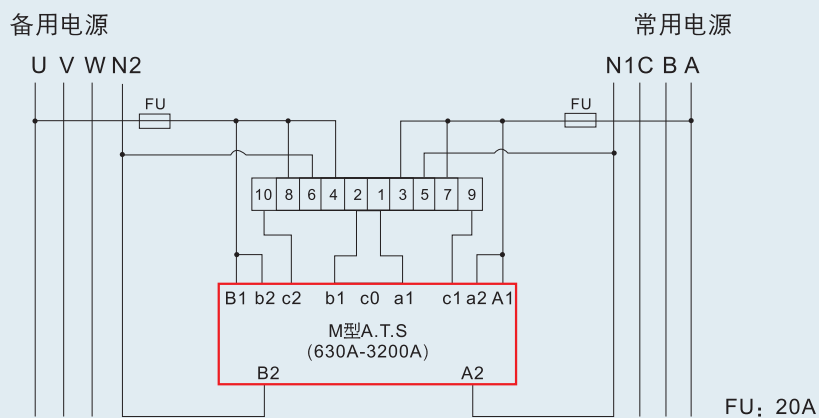 备用电源 常用电源
U V W N2 N1 C B A
FU FU
10 8 6 4 2 1 3 5 7 9
B1 b2 c2 b1 c0 a1 c1 a2 A1
M型A.T.S
(630A-3200A)
B2 A2
FU：20A